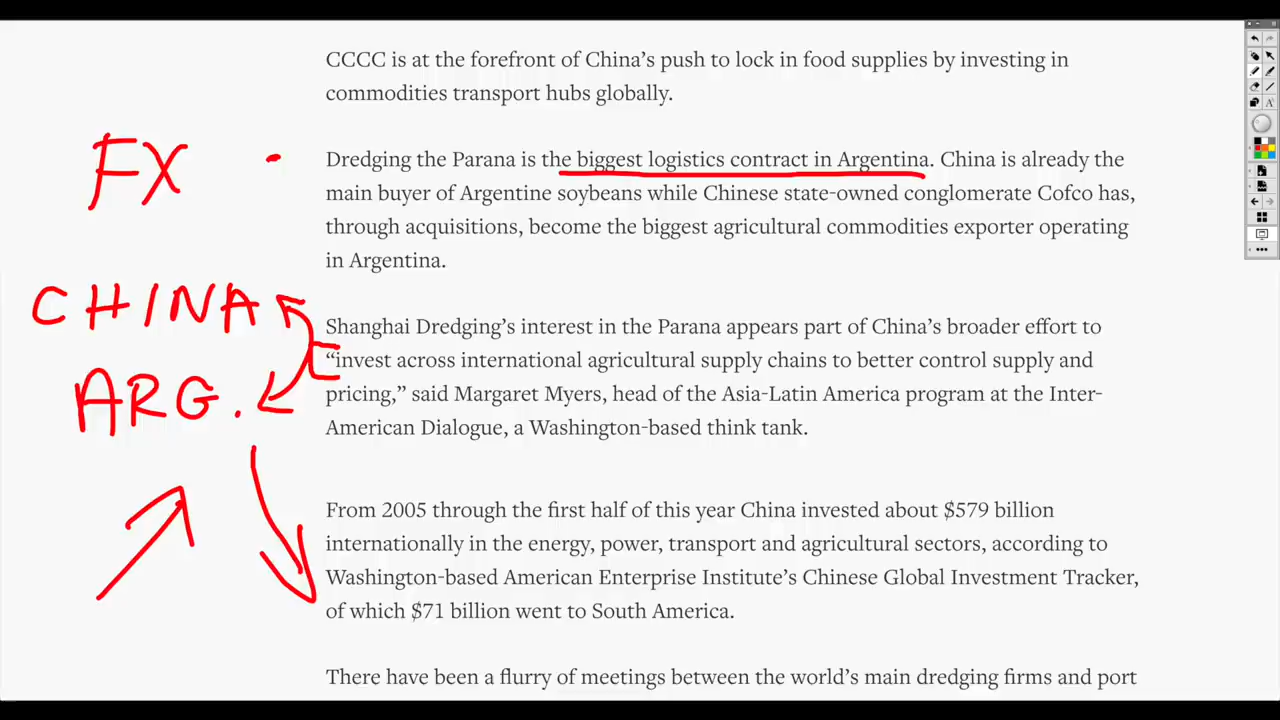 CCCC is at the forefront of China's push to lock in food supplies by investing in
commodities transport hubs globally.
FX
Dredging the Parana is the biggest logistics contract in Argentina. China is already the
main buyer of Argentine soybeans while Chinese state-owned conglomerate Cofco has,
through acquisitions, become the biggest agricultural commodities exporter operating
in Argentina.
CHINA
ARG.
Shanghai Dredging's interest in the Parana appears part of China's broader effort to
“invest across international agricultural supply chains to better control supply and
pricing,” said Margaret Myers, head of the Asia-Latin America program at the Inter-
American Dialogue, a Washington-based think tank.
From 2005 through the first half of this year China invested about $579 billion
internationally in the energy, power, transport and agricultural sectors, according to
Washington-based American Enterprise Institute's Chinese Global Investment Tracker,
of which $71 billion went to South America.
There have been a flurry of meetings between the world's main dredging firms and port